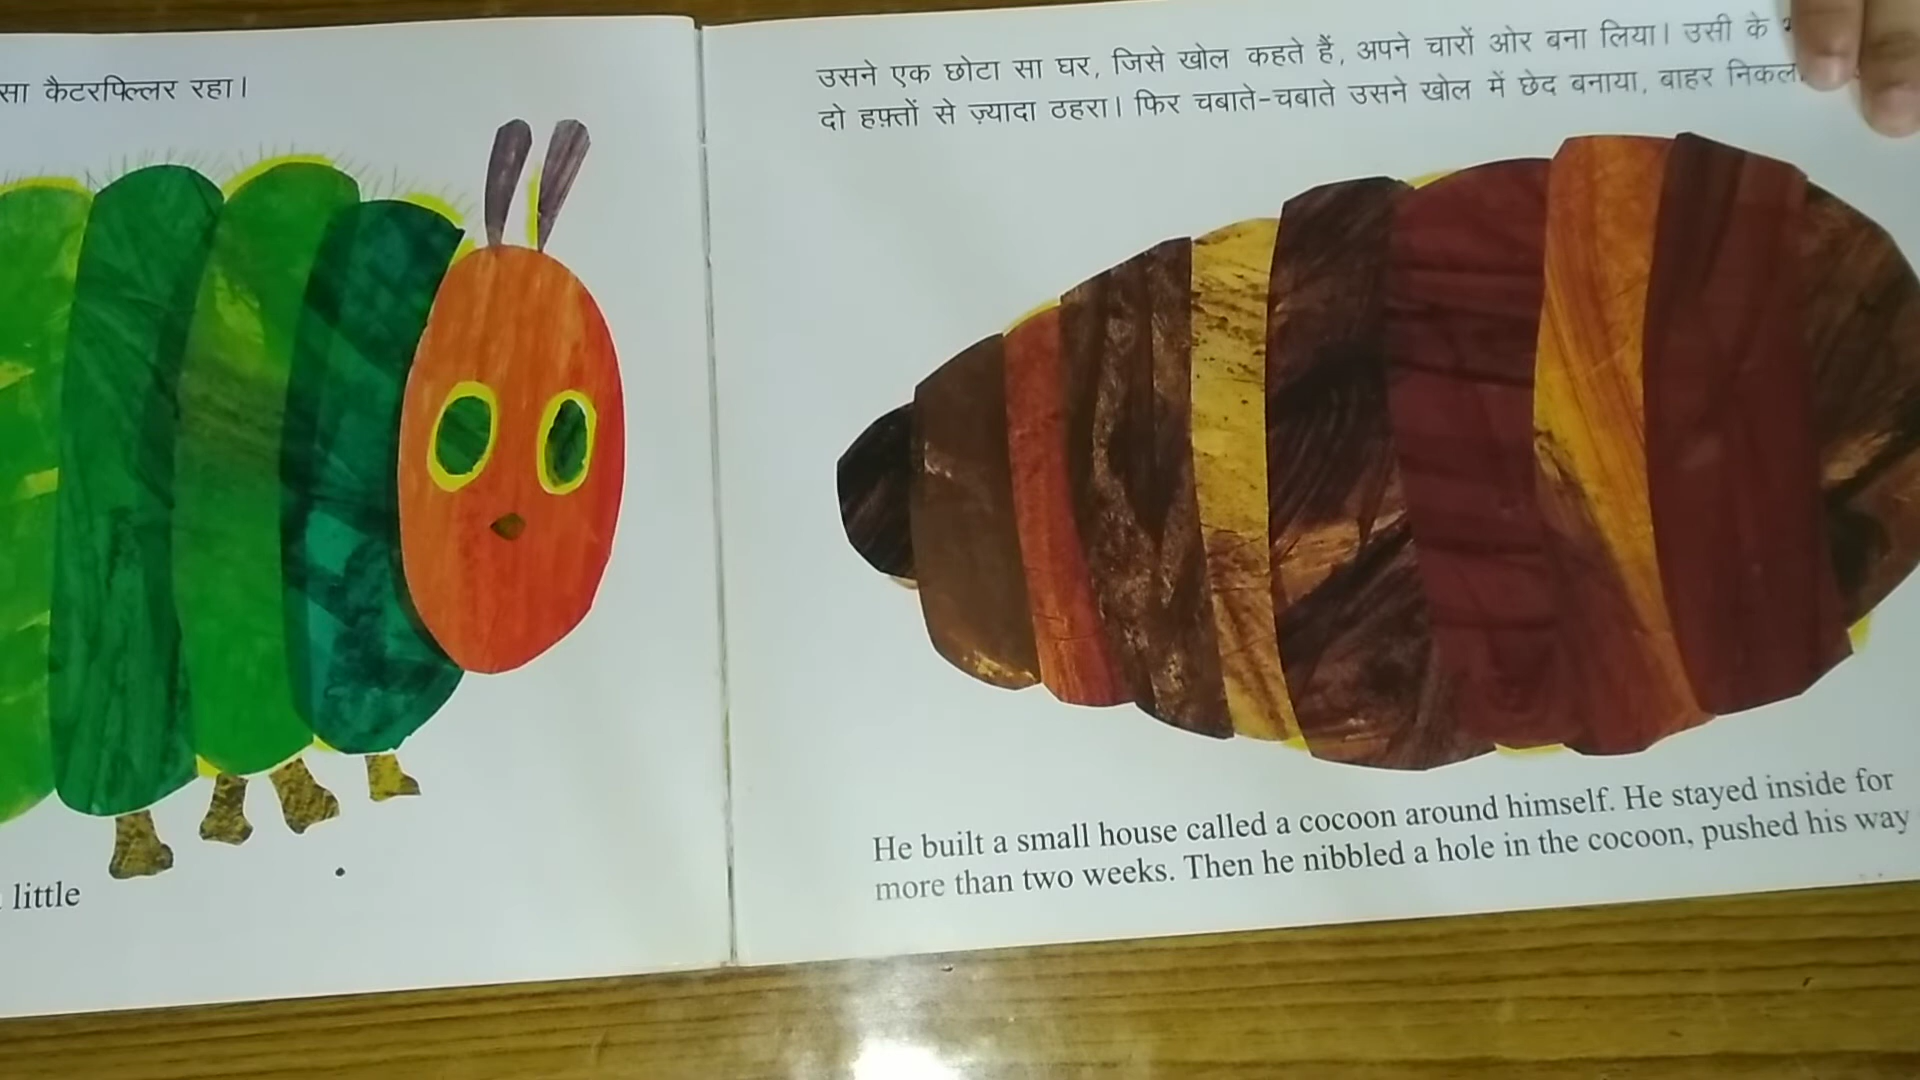 सा कैटरपिल्लर रहा।
little
उसने एक छोटा सा घर, जिसे खोल कहते हैं, अपने चारों ओर बना लिया। उसी के
दो हफ़्तों से ज़्यादा ठहरा। फिर चबाते-चबाते उसने खोल में छेद बनाया, बाहर
He built a small house called a cocoon around himself. He stayed inside for
more than two weeks. Then he nibbled a hole in the cocoon, pushed his way